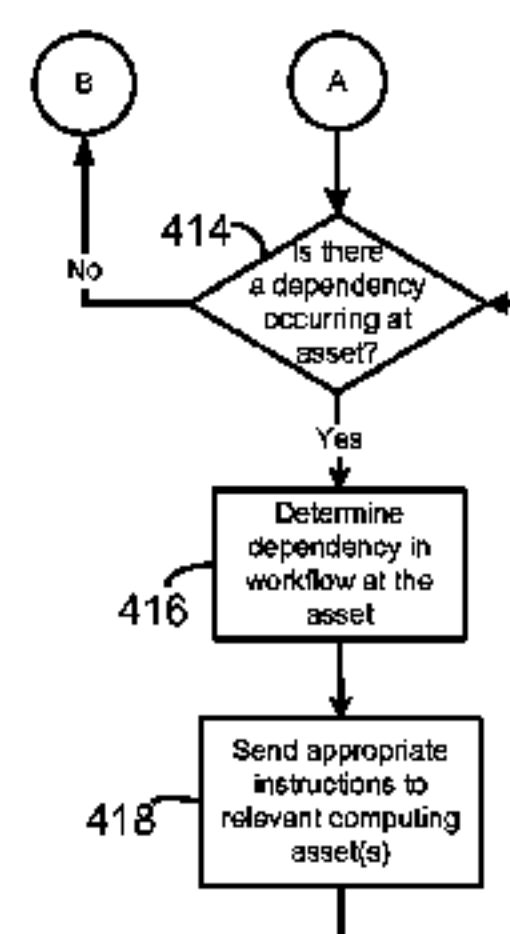 B
A
414
Is there
a dependency
occurring at
asset?
No
Yes
Determine
dependency in
workflow at the
asset
416
Send appropriate
instructions to
relevant computing
asset(s)
418